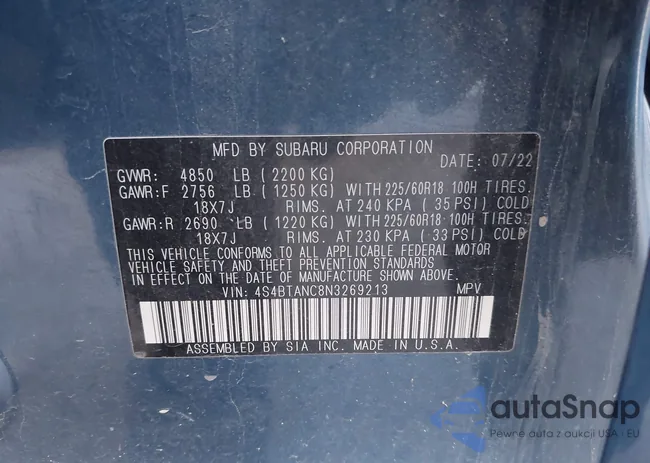 MFD BY SUBARU CORPORATION
DATE: 07/22
GVWR: 4850 LB (2200 KG)
GAWR:F 2756 LB (1250 KG) WITH 225/60R18 100H TIRES.
18X7J RIMS. AT 240 KPA (35 PSI) COLD
GAWR:R 2690 LB (1220 KG) WITH 225/60R18 100H TIRES.
18X7J RIMS. AT 230 KPA (33 PSI) COLD
THIS VEHICLE CONFORMS TO ALL APPLICABLE FEDERAL MOTOR
VEHICLE SAFETY AND THEFT PREVENTION STANDARDS
IN EFFECT ON THE DATE OF MANUFACTURE SHOWN ABOVE.
VIN: 4S4BTANC8N3269213 MPV
ASSEMBLED BY SIA INC. MADE IN U.S.A.
autaSnap
Pewne auta z aukcji USA · EU